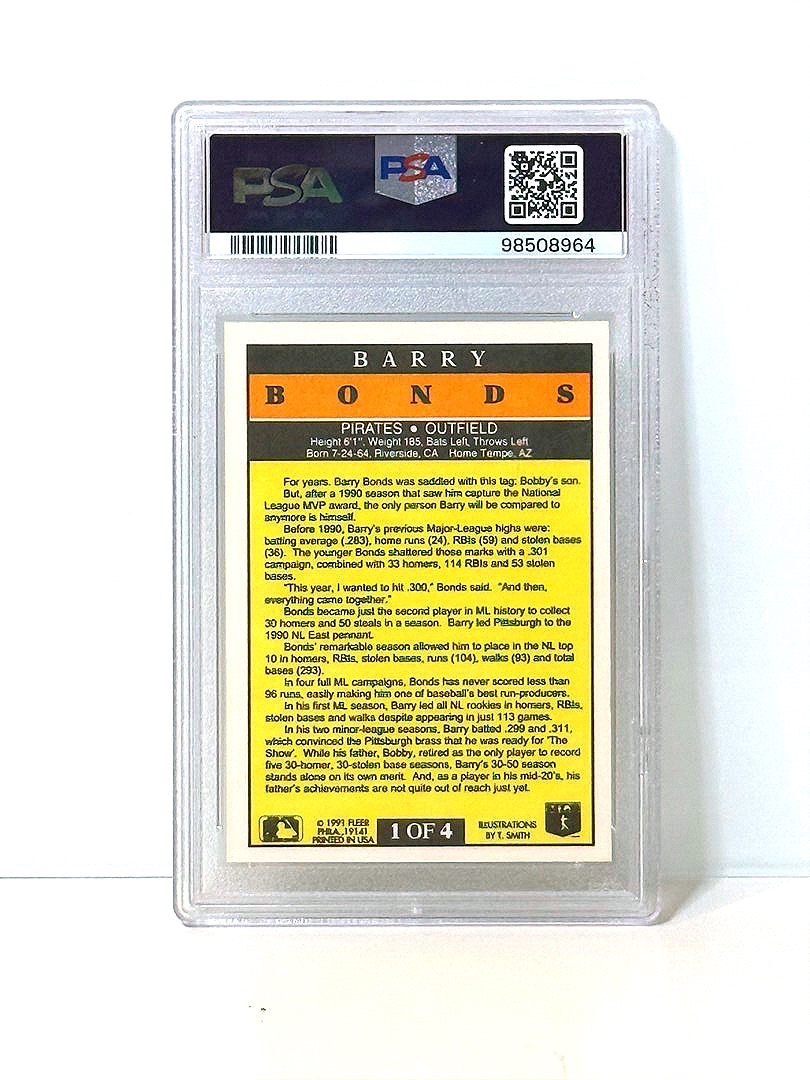 PSA
PSA
98508964
BARRY
BONDS
PIRATES • OUTFIELD
Height 6'1". Weight 185, Bats Left, Throws Left
Born 7-24-64, Riverside, CA Home Tempe, AZ
For years, Barry Bonds was saddled with this tag: Bobby's son.
But, after a 1990 season that saw him capture the National
League MVP award, the only person Barry will be compared to
anymore is himself.
Before 1990, Barry's previous Major-League highs were:
batting average (.283), home runs (24), RBIs (59) and stolen bases
(36). The younger Bonds shattered those marks with a .301
campaign, combined with 33 homers, 114 RBIs and 53 stolen
bases.
"This year, I wanted to hit .300," Bonds said. "And then,
everything came together."
Bonds became just the second player in ML history to collect
30 homers and 50 steals in a season. Barry led Pittsburgh to the
1990 NL East pennant.
Bonds' remarkable season allowed him to place in the NL top
10 in homers, RBIs, stolen bases, runs (104), walks (93) and total
bases (293).
In four full ML campaigns, Bonds has never scored less than
96 runs, easily making him one of baseball's best run-producers.
In his first ML season, Barry led all NL rookies in homers, RBIs,
stolen bases and walks despite appearing in just 113 games.
In his two minor-league seasons, Barry batted .299 and .311,
which convinced the Pittsburgh brass that he was ready for 'The
Show'. While his father, Bobby, retired as the only player to record
five 30-homer, 30-stolen base seasons, Barry's 30-50 season
stands alone on its own merit. And, as a player in his mid-20's, his
father's achievements are not quite out of reach just yet.
© 1991 FLEER
PHILA., 19141
PRINTED IN USA
1 OF 4
ILLUSTRATIONS
BY T. SMITH